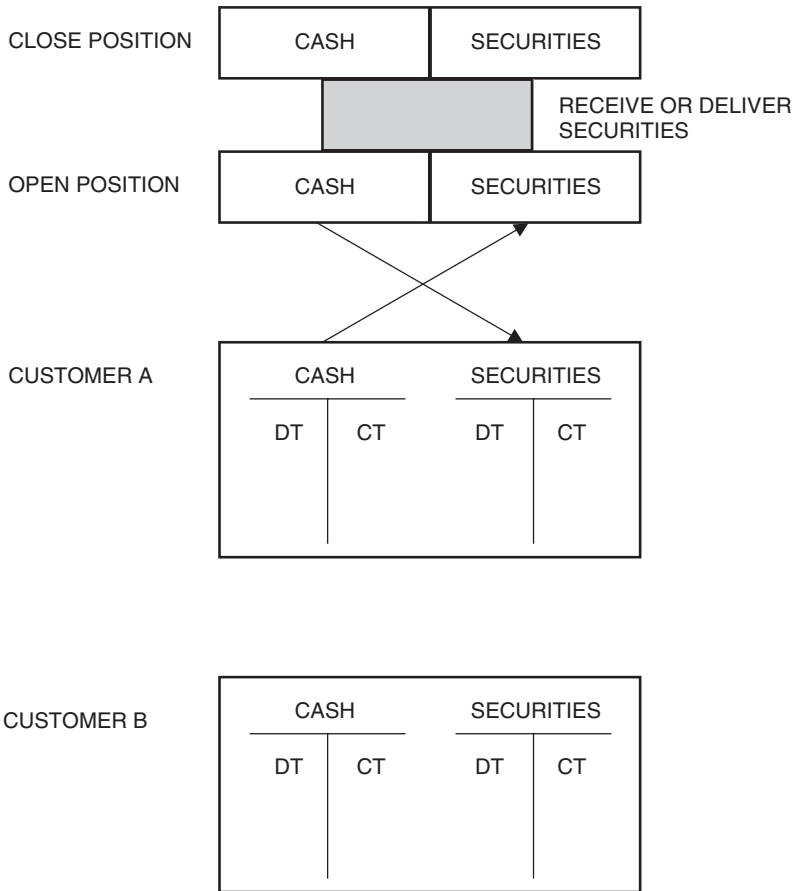 CLOSE POSITION CASH SECURITIES
RECEIVE OR DELIVER
SECURITIES
OPEN POSITION CASH SECURITIES
CUSTOMER A CASH SECURITIES
DT CT DT CT
CUSTOMER B CASH SECURITIES
DT CT DT CT